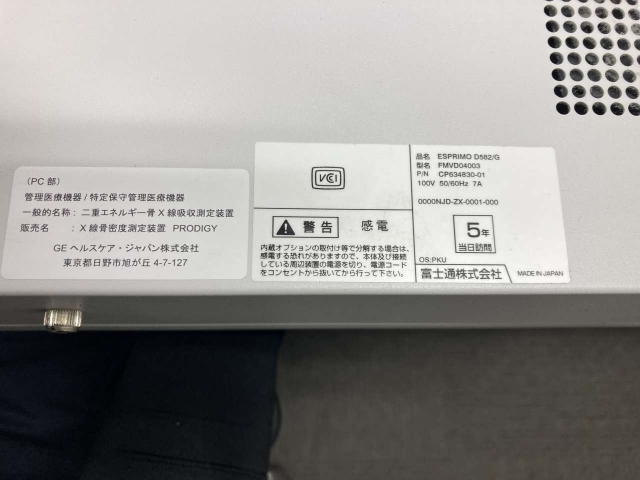 (PC 部)
管理医療機器/特定保守管理医療機器
一般的名称: 二重エネルギー骨X線吸収測定装置
販売名 : X線骨密度測定装置 PRODIGY
GE ヘルスケア・ジャパン株式会社
東京都日野市旭が丘 4-7-127
VCI
警告 感電
内蔵オプションの取付け等で分解する場合は、
感電する恐れがありますので、本体及び接続
している周辺装置の電源を切り、電源コード
をコンセントから抜いてから行って下さい。
品名 ESPRIMO D582/G
型名 FMVD04003
P/N CP634830-01
100V 50/60Hz 7A
0000NJD-ZX-0001-000
5年
当日訪問
OS:PKU
富士通株式会社 MADE IN JAPAN